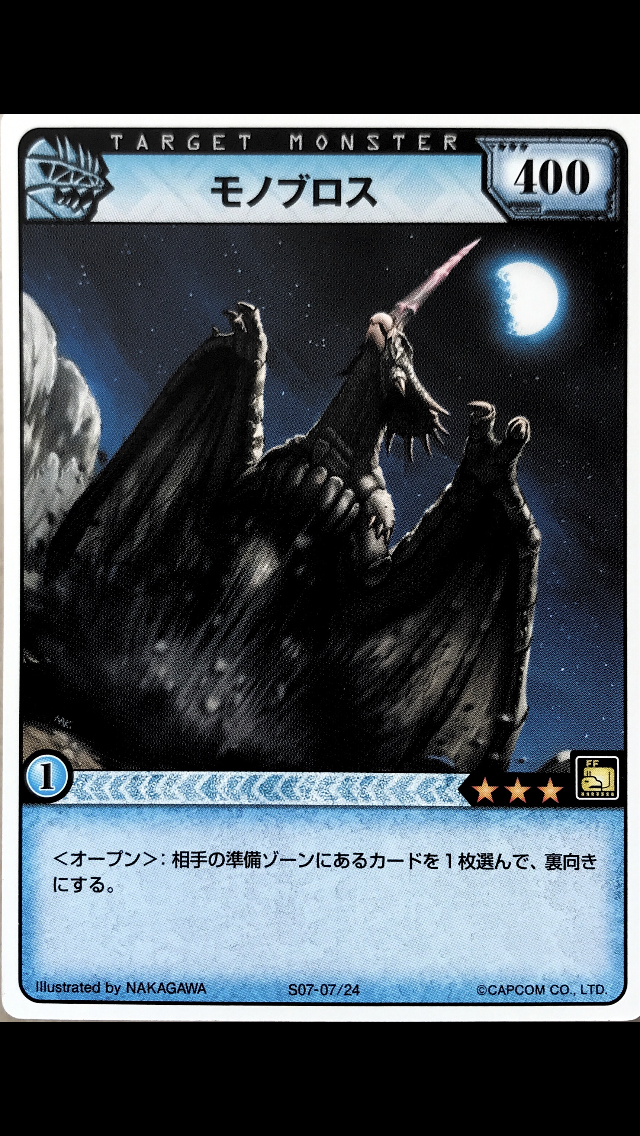 TARGET MONSTER
モノブロス
400
1
FF
＜オープン＞：相手の準備ゾーンにあるカードを1枚選んで、裏向き
にする。
Illustrated by NAKAGAWA
S07-07/24
©CAPCOM CO., LTD.